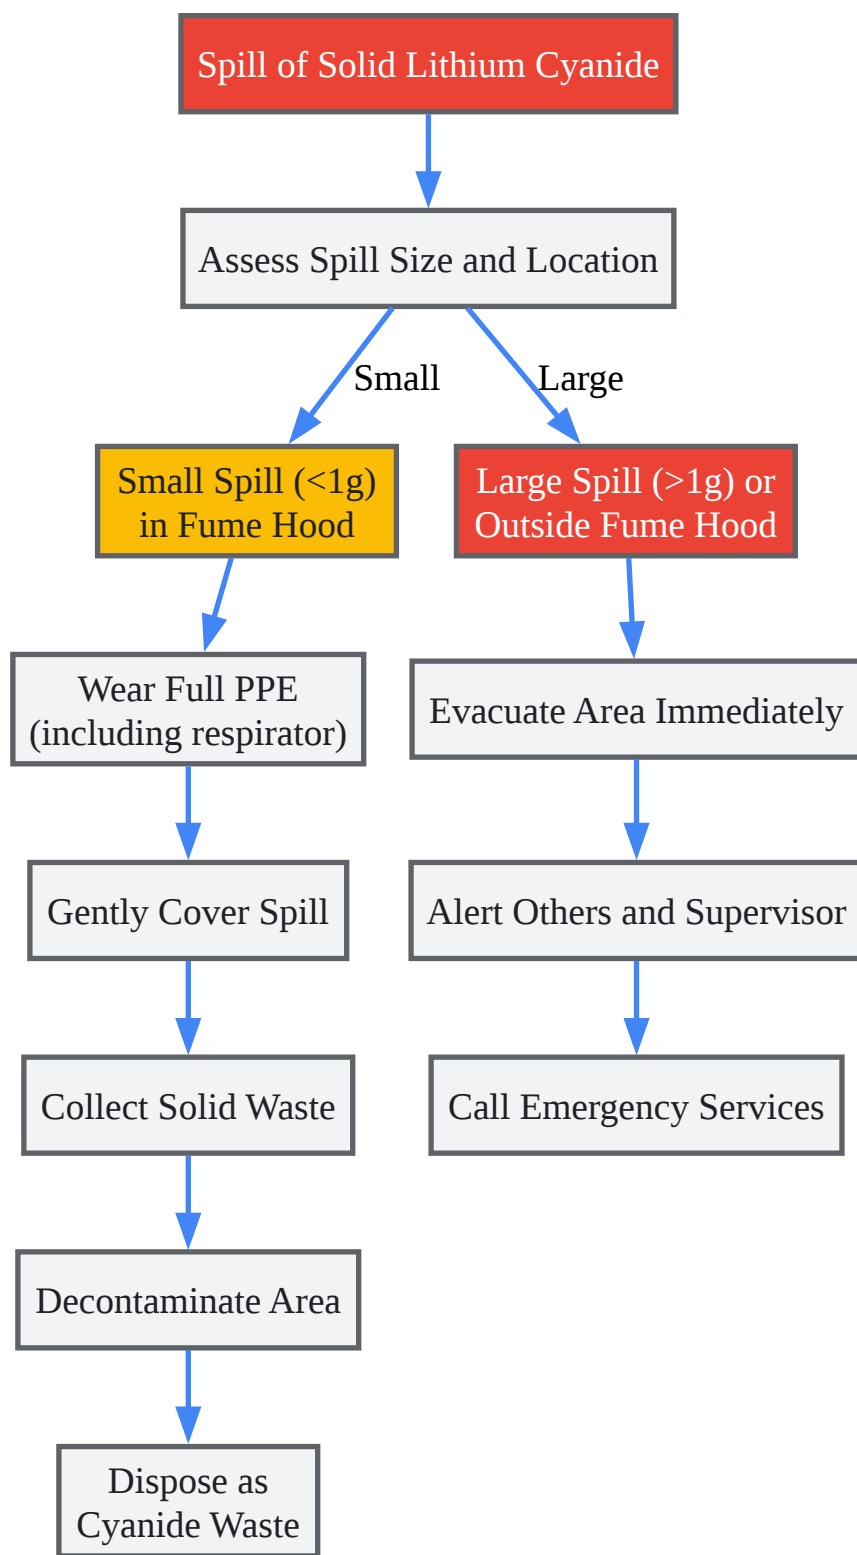 Spill of Solid Lithium Cyanide
Assess Spill Size and Location
Small
Large
Small Spill (<1g)
in Fume Hood
Large Spill (>1g) or
Outside Fume Hood
Wear Full PPE
(including respirator)
Evacuate Area Immediately
Gently Cover Spill
Alert Others and Supervisor
Collect Solid Waste
Call Emergency Services
Decontaminate Area
Dispose as
Cyanide Waste